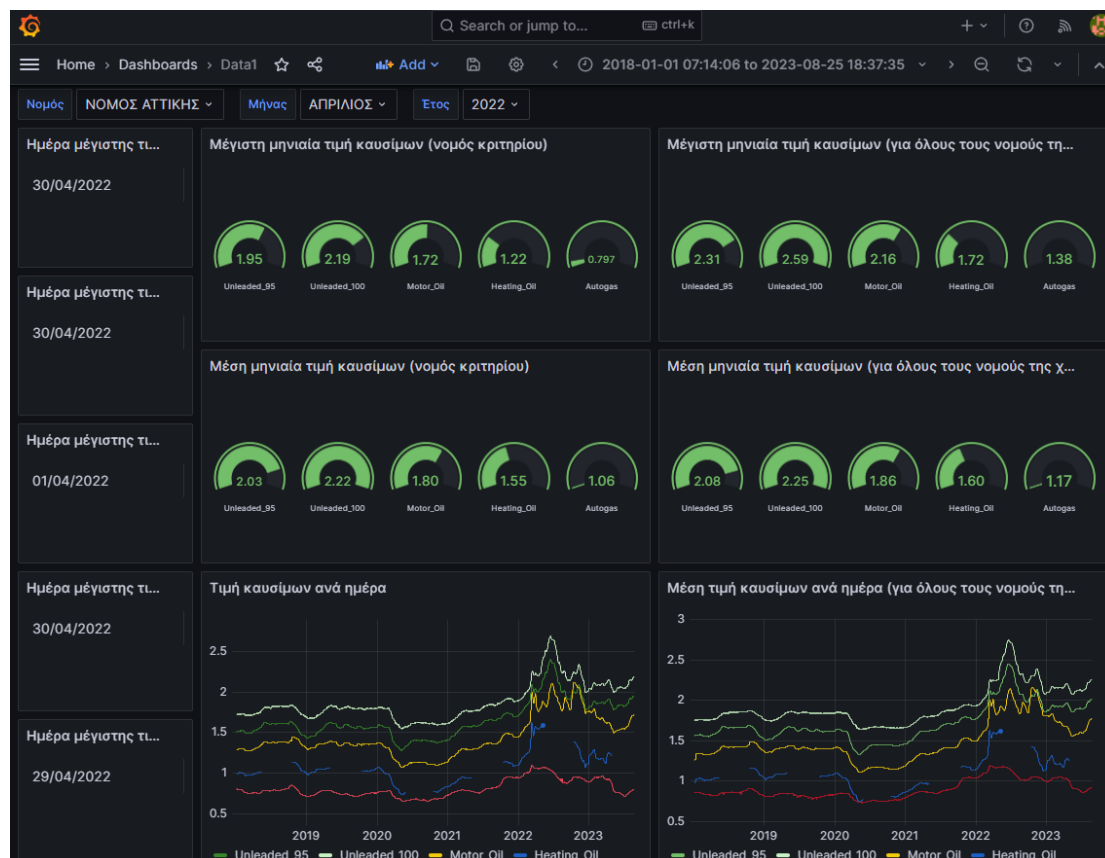 Search or jump to... ctrl+k
Home › Dashboards › Data1 Add 2018-01-01 07:14:06 to 2023-08-25 18:37:35
Νομός ΝΟΜΟΣ ΑΤΤΙΚΗΣ Μήνας ΑΠΡΙΛΙΟΣ Έτος 2022
Ημέρα μέγιστης τι...
30/04/2022
Ημέρα μέγιστης τι...
30/04/2022
Ημέρα μέγιστης τι...
01/04/2022
Ημέρα μέγιστης τι...
30/04/2022
Ημέρα μέγιστης τι...
29/04/2022
Μέγιστη μηνιαία τιμή καυσίμων (νομός κριτηρίου)
1.95 2.19 1.72 1.22 0.797
Unleaded_95 Unleaded_100 Motor_Oil Heating_Oil Autogas
Μέγιστη μηνιαία τιμή καυσίμων (για όλους τους νομούς τη...
2.31 2.59 2.16 1.72 1.38
Unleaded_95 Unleaded_100 Motor_Oil Heating_Oil Autogas
Μέση μηνιαία τιμή καυσίμων (νομός κριτηρίου)
2.03 2.22 1.80 1.55 1.06
Unleaded_95 Unleaded_100 Motor_Oil Heating_Oil Autogas
Μέση μηνιαία τιμή καυσίμων (για όλους τους νομούς της χ...
2.08 2.25 1.86 1.60 1.17
Unleaded_95 Unleaded_100 Motor_Oil Heating_Oil Autogas
Τιμή καυσίμων ανά ημέρα
2.5
2
1.5
1
0.5
2019 2020 2021 2022 2023
Unleaded_95 Unleaded_100 Motor_Oil Heating_Oil
Μέση τιμή καυσίμων ανά ημέρα (για όλους τους νομούς τη...
3
2.5
2
1.5
1
0.5
2019 2020 2021 2022 2023
Unleaded_95 Unleaded_100 Motor_Oil Heating_Oil